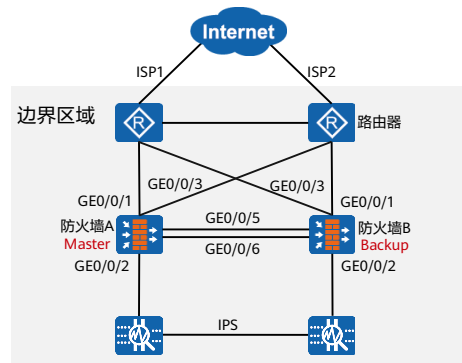 Internet
ISP1
ISP2
边界区域
R
R
路由器
GE0/0/3
GE0/0/3
GE0/0/1
GE0/0/1
防火墙A
Master
GE0/0/5
GE0/0/6
防火墙B
Backup
GE0/0/2
GE0/0/2
IPS